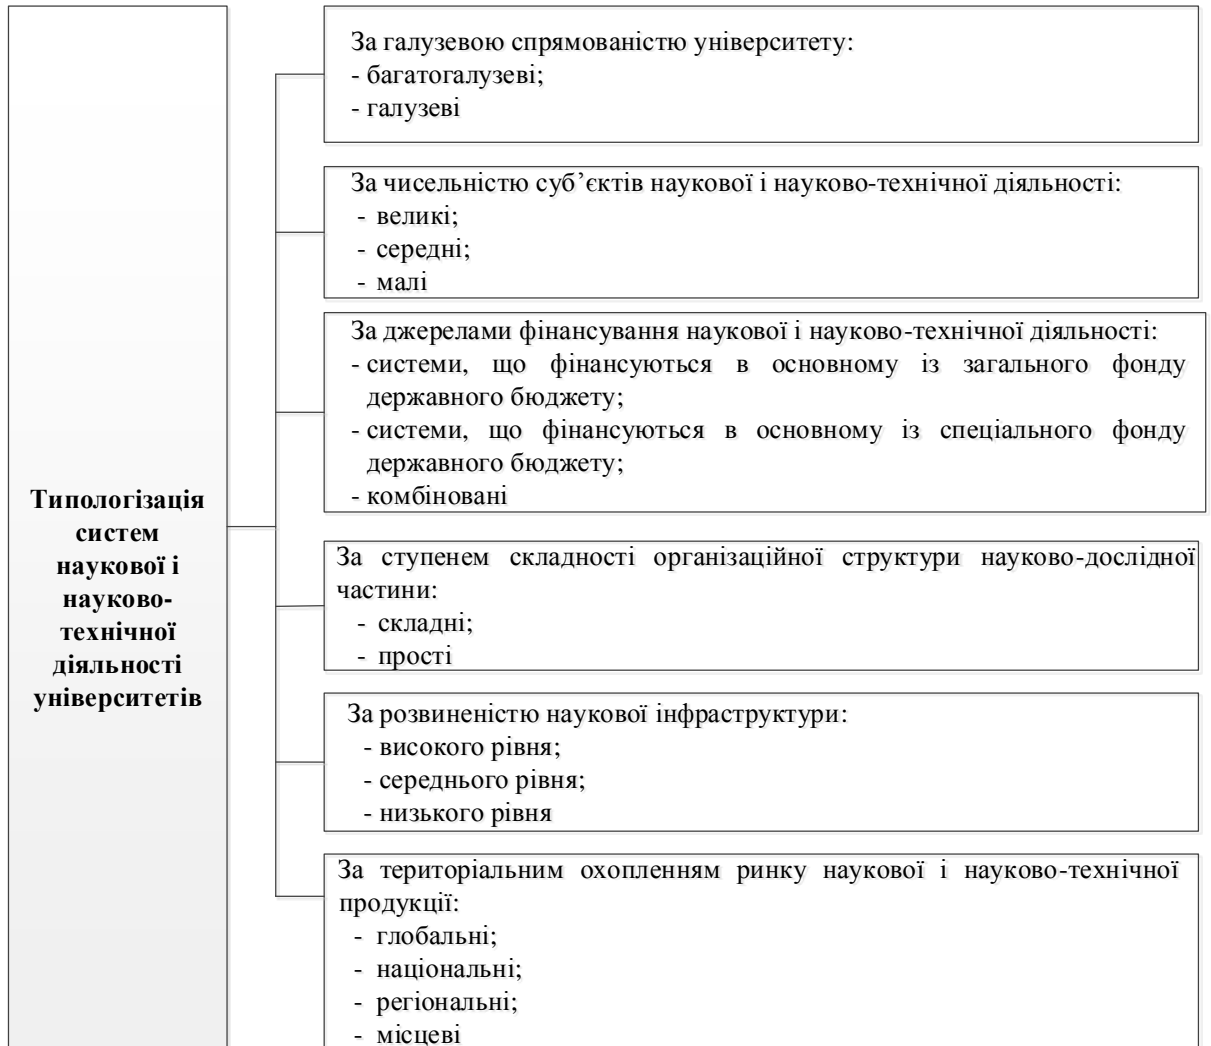 Типологізація
систем
наукової і
науково-
технічної
діяльності
університетів
За галузевою спрямованістю університету:
- багатогалузеві;
- галузеві
За чисельністю суб’єктів наукової і науково-технічної діяльності:
- великі;
- середні;
- малі
За джерелами фінансування наукової і науково-технічної діяльності:
- системи, що фінансуються в основному із загального фонду
державного бюджету;
- системи, що фінансуються в основному із спеціального фонду
державного бюджету;
- комбіновані
За ступенем складності організаційної структури науково-дослідної
частини:
- складні;
- прості
За розвиненістю наукової інфраструктури:
- високого рівня;
- середнього рівня;
- низького рівня
За територіальним охопленням ринку наукової і науково-технічної
продукції:
- глобальні;
- національні;
- регіональні;
- місцеві